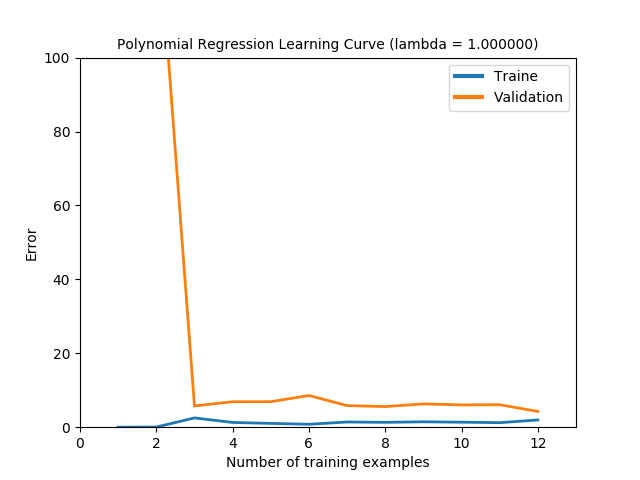 Polynomial Regression Learning Curve (lambda = 1.000000)
100
80
60
40
20
0
Error
Traine
Validation
0 2 4 6 8 10 12
Number of training examples